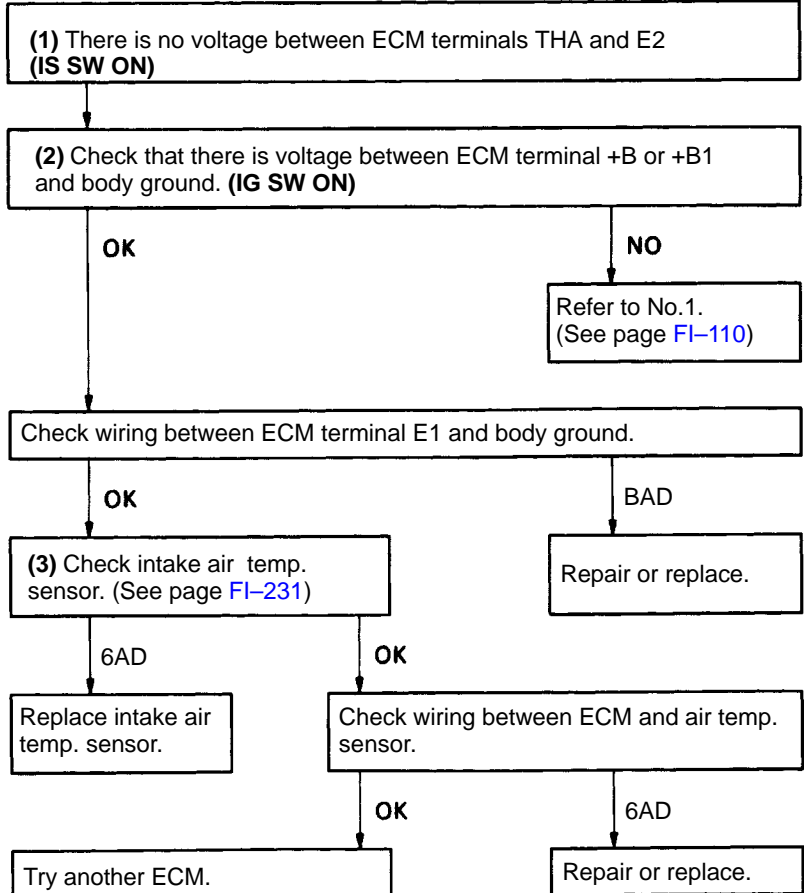 (1) There is no voltage between ECM terminals THA and E2
(IS SW ON)
(2) Check that there is voltage between ECM terminal +B or +B1
and body ground. (IG SW ON)
OK
NO
Refer to No.1.
(See page FI–110)
Check wiring between ECM terminal E1 and body ground.
OK
BAD
(3) Check intake air temp.
sensor. (See page FI–231)
Repair or replace.
6AD
OK
Replace intake air
temp. sensor.
Check wiring between ECM and air temp.
sensor.
OK
6AD
Try another ECM.
Repair or replace.